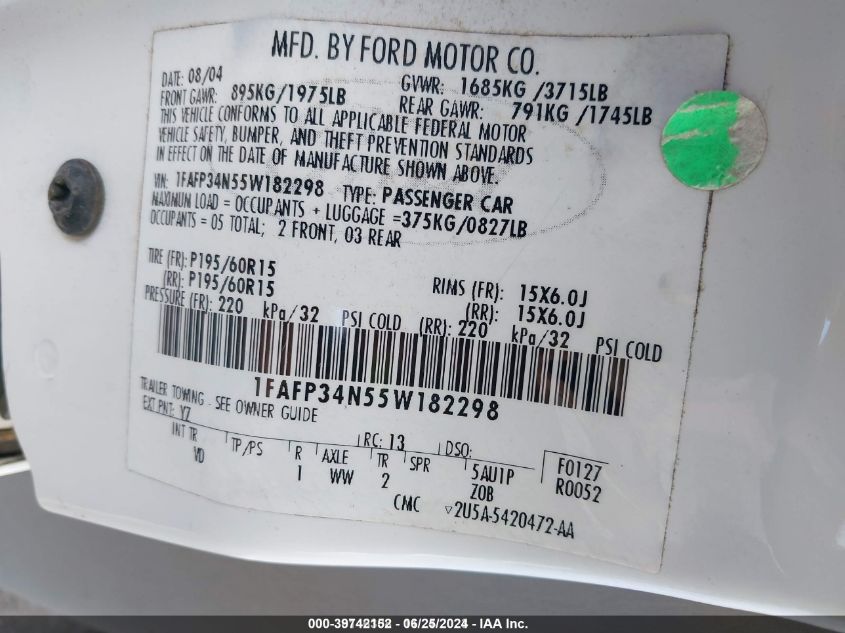 MFD. BY FORD MOTOR CO.
DATE: 08/04 GVWR: 1685KG /3715LB
FRONT GAWR: 895KG/1975LB REAR GAWR: 791KG /1745LB
THIS VEHICLE CONFORMS TO ALL APPLICABLE FEDERAL MOTOR
VEHICLE SAFETY, BUMPER, AND THEFT PREVENTION STANDARDS
IN EFFECT ON THE DATE OF MANUFACTURE SHOWN ABOVE.
VIN: 1FAFP34N55W182298 TYPE: PASSENGER CAR
MAXIMUM LOAD = OCCUPANTS + LUGGAGE =375KG/0827LB
OCCUPANTS = 05 TOTAL; 2 FRONT, 03 REAR
TIRE (FR): P195/60R15 RIMS (FR): 15X6.0J
(RR): P195/60R15 (RR): 15X6.0J
PRESSURE (FR): 220 kPa/32 PSI COLD (RR): 220 kPa/32 PSI COLD
1FAFP34N55W182298
TRAILER TOWING - SEE OWNER GUIDE
EXT PNT: Y7 RC: 13 DSO:
INT TR TP/PS R AXLE TR SPR 5AU1P F0127
VD 1 WW 2 ZOB R0052
CMC ▽2U5A-5420472-AA
000-39742152 - 06/25/2024 - IAA Inc.